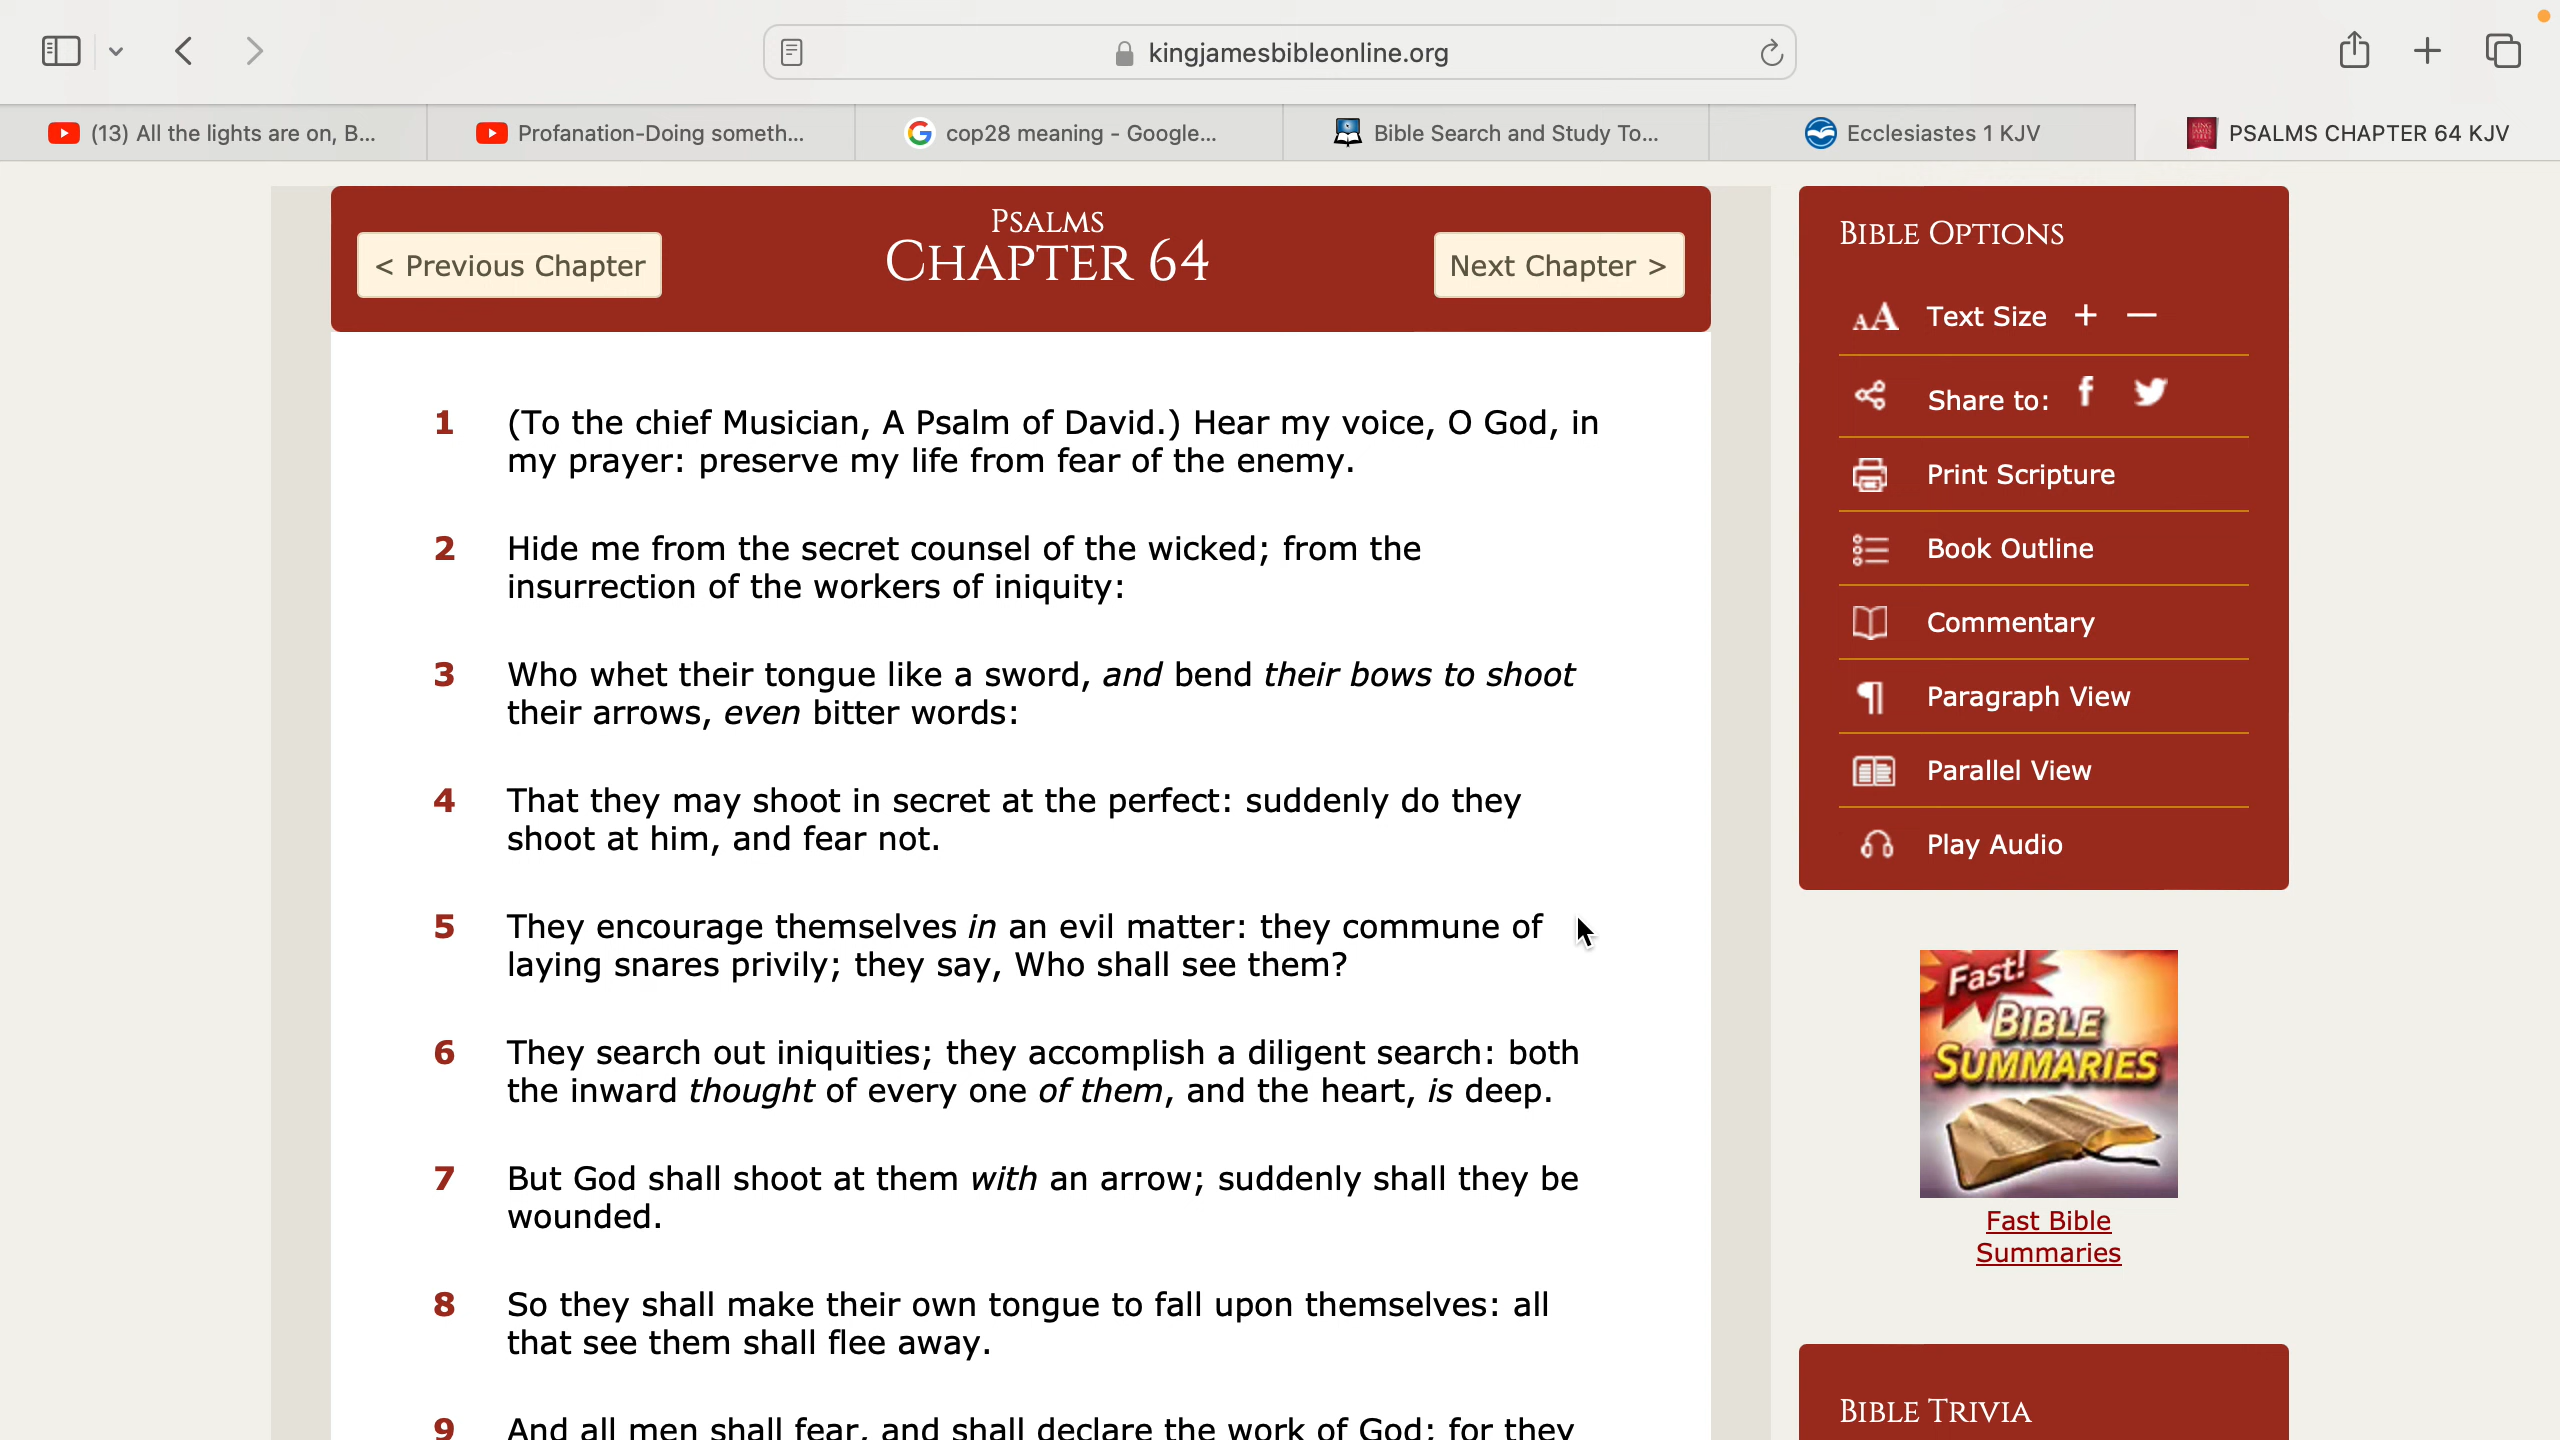 kingjamesbibleonline.org
(13) All the lights are on, B...
Profanation-Doing someth...
cop28 meaning - Google...
Bible Search and Study To...
Ecclesiastes 1 KJV
PSALMS CHAPTER 64 KJV
Psalms
Chapter 64
< Previous Chapter
Next Chapter >
1 (To the chief Musician, A Psalm of David.) Hear my voice, O God, in
my prayer: preserve my life from fear of the enemy.
2 Hide me from the secret counsel of the wicked; from the
insurrection of the workers of iniquity:
3 Who whet their tongue like a sword, and bend their bows to shoot
their arrows, even bitter words:
4 That they may shoot in secret at the perfect: suddenly do they
shoot at him, and fear not.
5 They encourage themselves in an evil matter: they commune of
laying snares privily; they say, Who shall see them?
6 They search out iniquities; they accomplish a diligent search: both
the inward thought of every one of them, and the heart, is deep.
7 But God shall shoot at them with an arrow; suddenly shall they be
wounded.
8 So they shall make their own tongue to fall upon themselves: all
that see them shall flee away.
9 And all men shall fear, and shall declare the work of God; for they
Bible Options
AA Text Size + —
Share to: f
Print Scripture
Book Outline
Commentary
¶ Paragraph View
Parallel View
Play Audio
Fast!
BIBLE
SUMMARIES
Fast Bible
Summaries
Bible Trivia